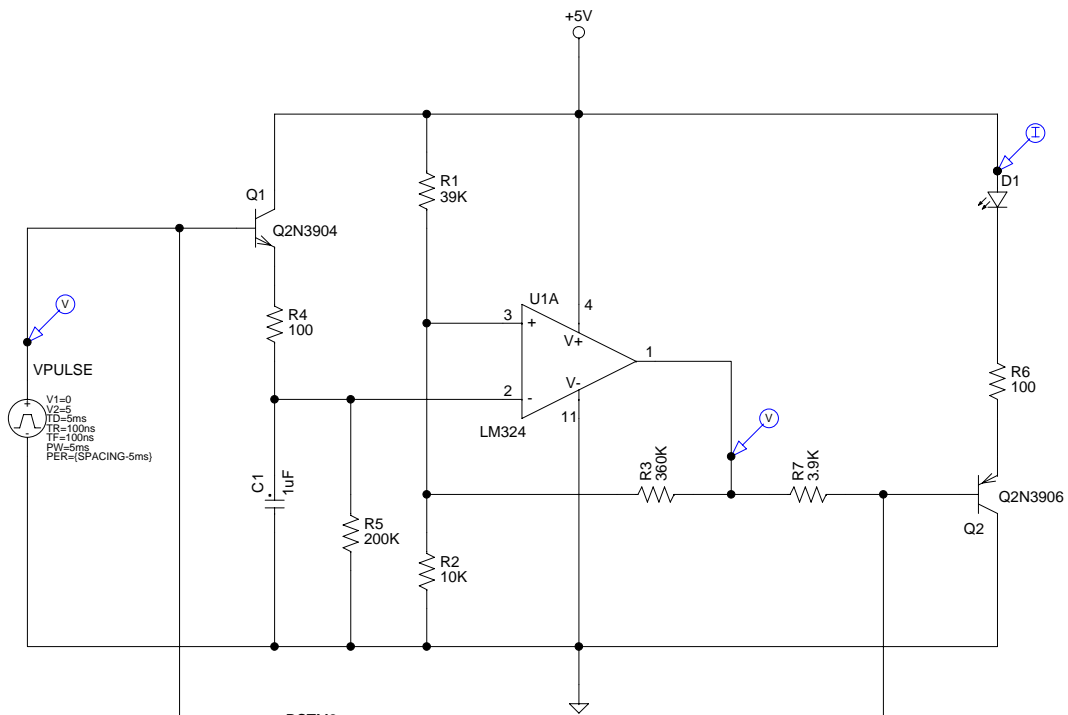 +5V
I
D1
R1
39K
Q1
Q2N3904
V
R4
100
U1A
3
+
4
V+
1
V-
2
-
11
LM324
R6
100
VPULSE
+
-
V1=0
V2=5
TD=5ms
TR=100ns
TF=100ns
PW=5ms
PER={SPACING-5ms}
V
C1
1uF
R3
360K
R7
3.9K
Q2N3906
Q2
R5
200K
R2
10K